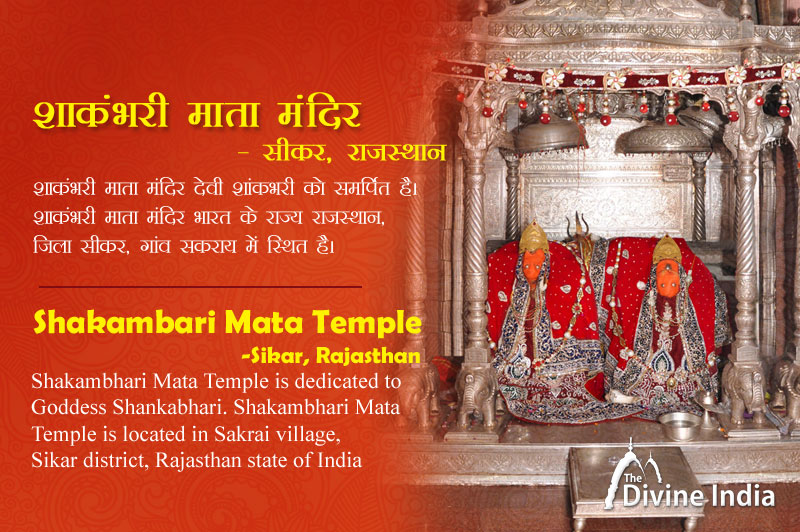 शाकंभरी माता मंदिर
- सीकर, राजस्थान
शाकंभरी माता मंदिर देवी शांकभरी को समर्पित है।
शाकंभरी माता मंदिर भारत के राज्य राजस्थान,
जिला सीकर, गांव सकराय में स्थित है।
Shakambari Mata Temple
-Sikar, Rajasthan
Shakambhari Mata Temple is dedicated to
Goddess Shankabhari. Shakambhari Mata
Temple is located in Sakrai village,
Sikar district, Rajasthan state of India
The
Divine India